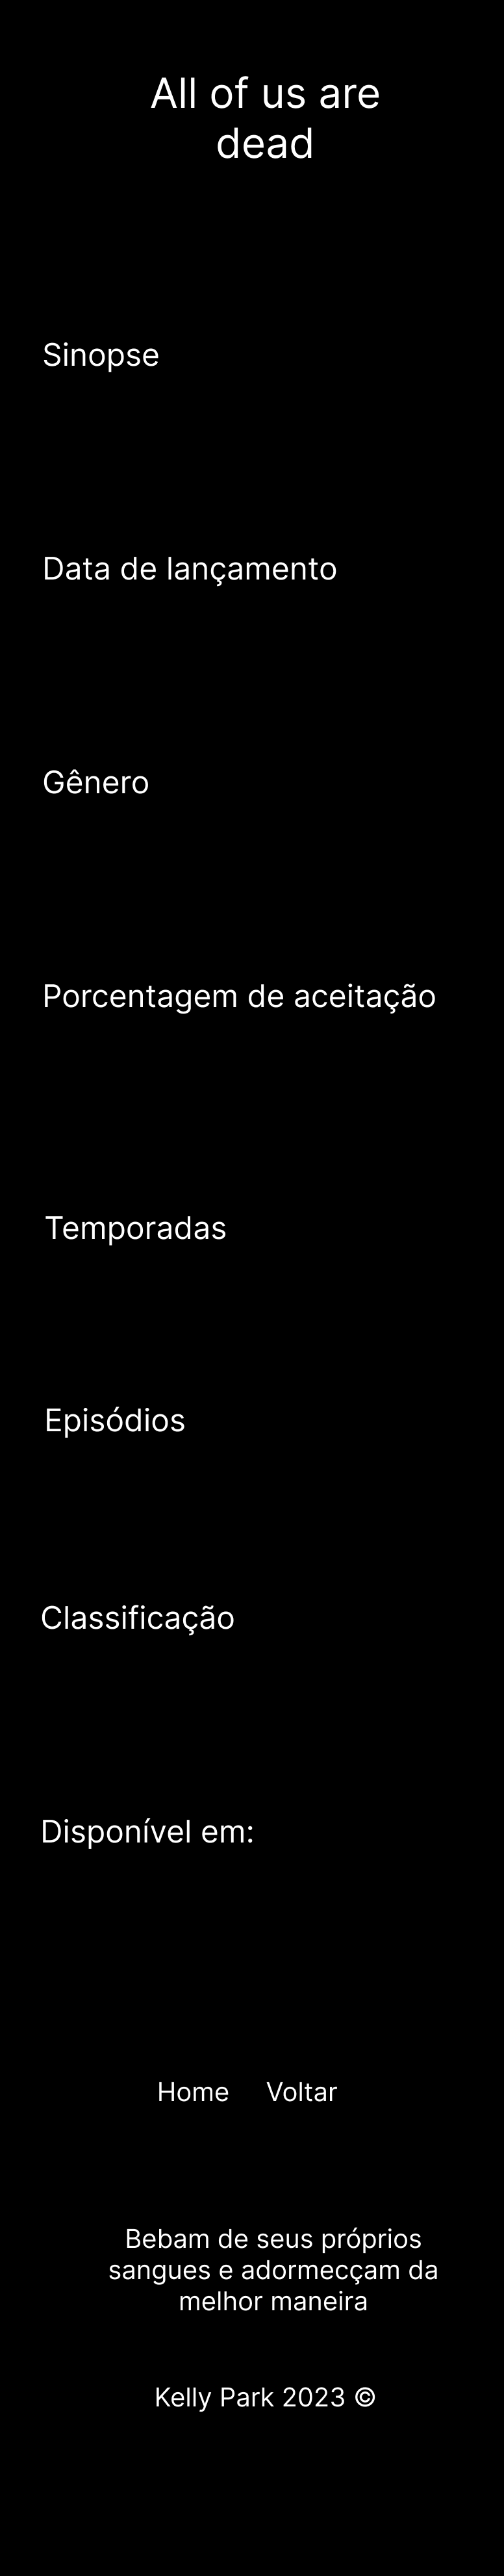 All of us are
dead
Sinopse
Data de lançamento
Gênero
Porcentagem de aceitação
Temporadas
Episódios
Classificação
Disponível em:
Home Voltar
Bebam de seus próprios
sangues e adormecçam da
melhor maneira
Kelly Park 2023 ©